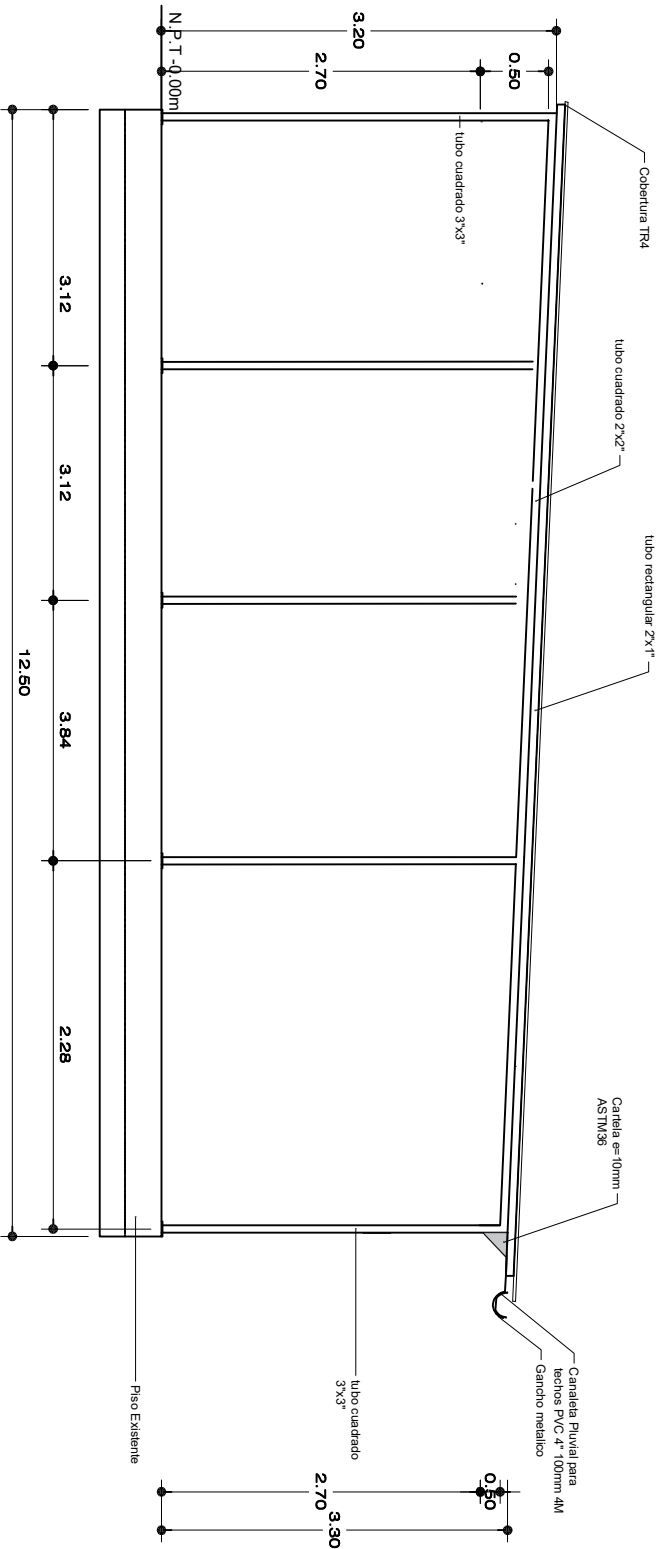 3.20
0.50
2.70
N.P.T -0.00m
Cobertura TR4
tubo cuadrado 3"x3"
tubo cuadrado 2"x2"
tubo rectangular 2"x1"
Cartela e=10mm
ASTM36
Canaleta Pluvial para
techos PVC 4" 100mm 4M
Gancho metalico
tubo cuadrado
3"x3"
Piso Existente
0.50
2.70
3.30
3.12
3.12
3.84
2.28
12.50